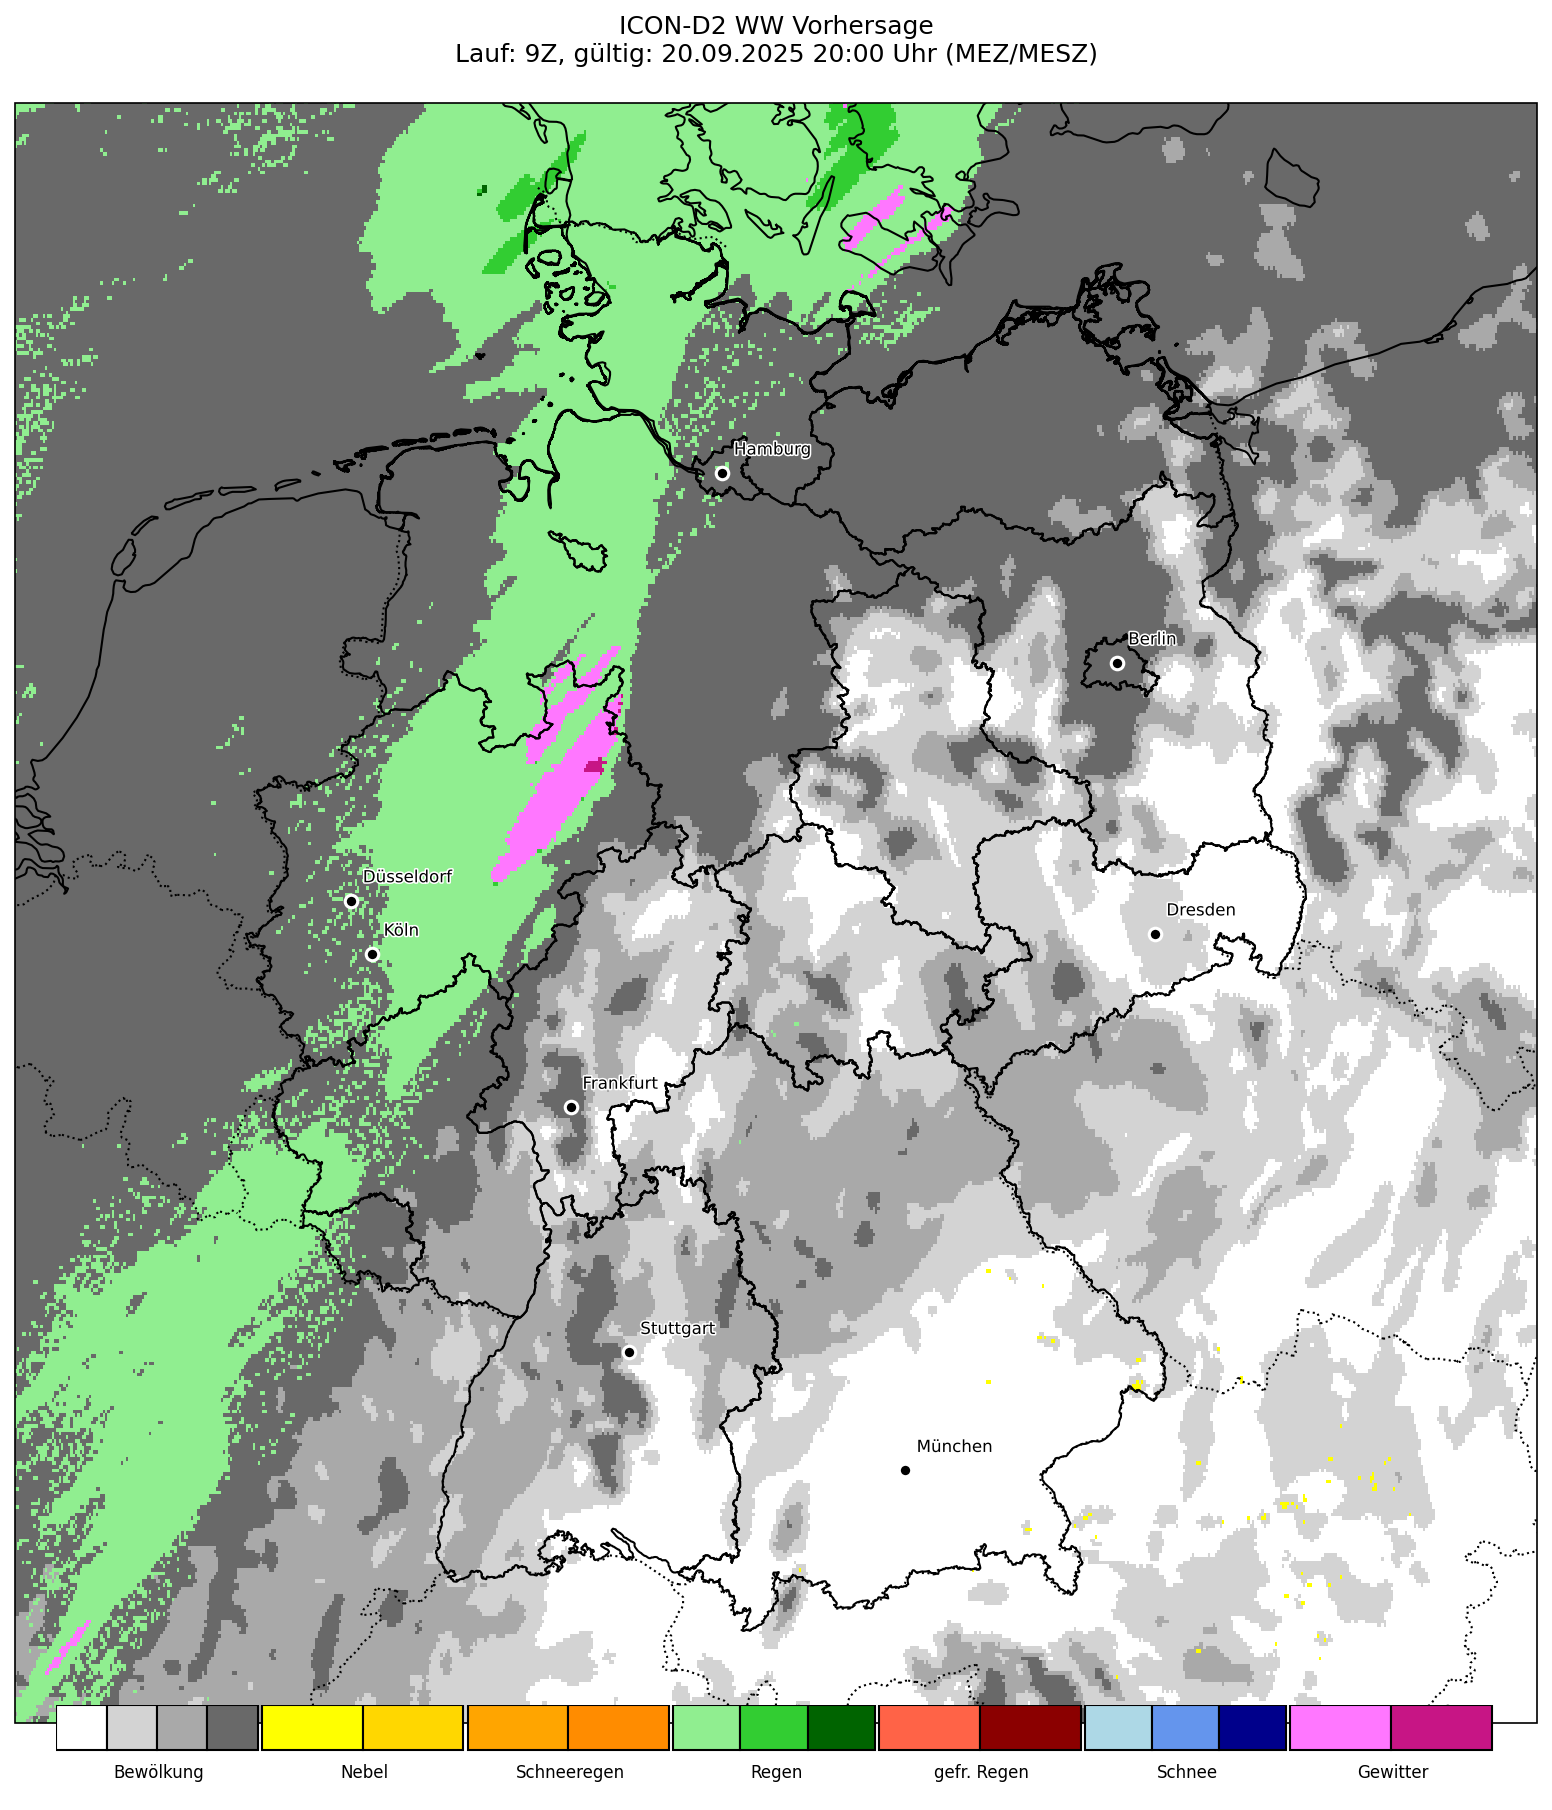 ICON-D2 WW Vorhersage
Lauf: 9Z, gültig: 20.09.2025 20:00 Uhr (MEZ/MESZ)
Hamburg
Berlin
Düsseldorf
Dresden
Köln
Frankfurt
Stuttgart
München
Bewölkung
Nebel
Schneeregen
Regen
gefr. Regen
Schnee
Gewitter